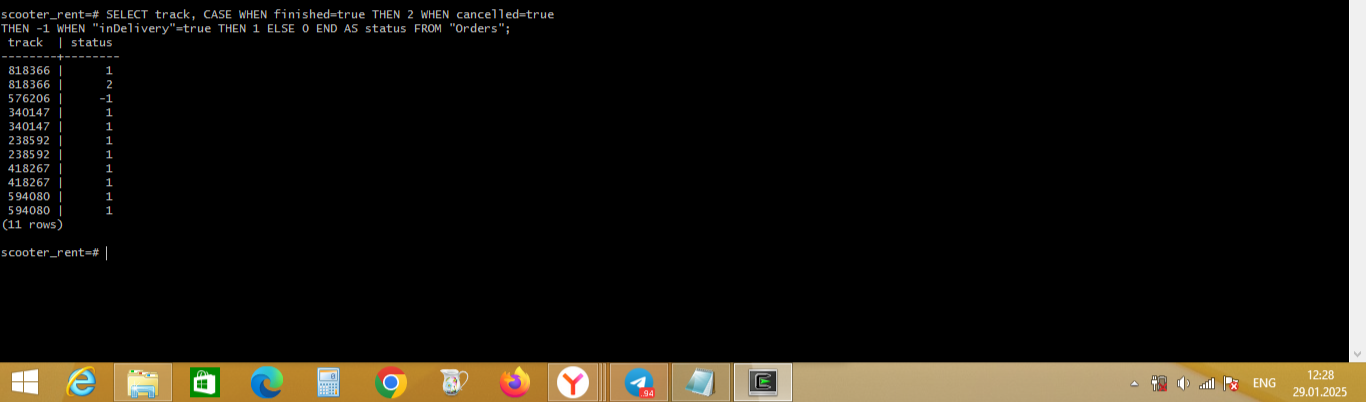 scooter_rent=# SELECT track, CASE WHEN finished=true THEN 2 WHEN cancelled=true
THEN -1 WHEN "inDelivery"=true THEN 1 ELSE 0 END AS status FROM "Orders";
 track  | status
--------+--------
 818366 |      1
 818366 |      2
 576206 |     -1
 340147 |      1
 340147 |      1
 238592 |      1
 238592 |      1
 418267 |      1
 418267 |      1
 594080 |      1
 594080 |      1
(11 rows)
scooter_rent=#
94
ENG
12:28
29.01.2025